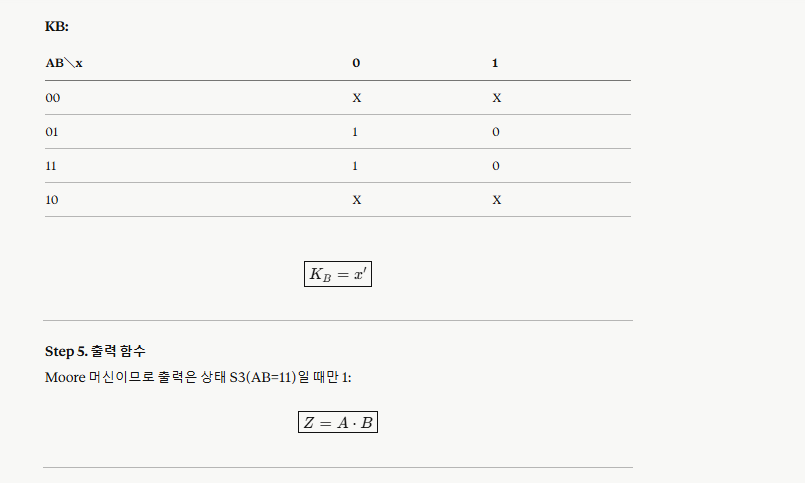 KB:
AB\x 0 1
00 X X
01 1 0
11 1 0
10 X X
K_B = x′
Step 5. 출력 함수
Moore 머신이므로 출력은 상태 S3(AB=11)일 때만 1:
Z = A · B